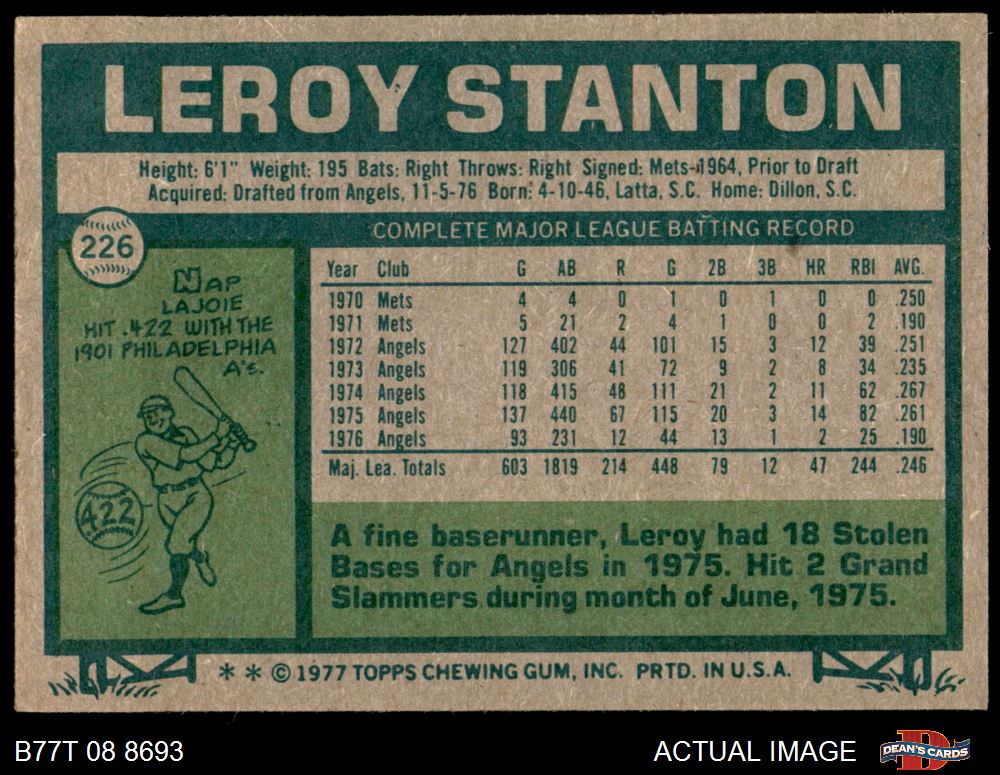 LEROY STANTON
Height: 6'1" Weight: 195 Bats: Right Throws: Right Signed: Mets-1964, Prior to Draft
Acquired: Drafted from Angels, 11-5-76 Born: 4-10-46, Latta, S.C. Home: Dillon, S.C.
226
COMPLETE MAJOR LEAGUE BATTING RECORD
NAP
LAJOIE
HIT .422 WITH THE
1901 PHILADELPHIA
A's.
422
Year Club G AB R G 2B 3B HR RBI AVG.
1970 Mets 4 4 0 1 0 1 0 0 .250
1971 Mets 5 21 2 4 1 0 0 2 .190
1972 Angels 127 402 44 101 15 3 12 39 .251
1973 Angels 119 306 41 72 9 2 8 34 .235
1974 Angels 118 415 48 111 21 2 11 62 .267
1975 Angels 137 440 67 115 20 3 14 82 .261
1976 Angels 93 231 12 44 13 1 2 25 .190
Maj. Lea. Totals 603 1819 214 448 79 12 47 244 .246
A fine baserunner, Leroy had 18 Stolen
Bases for Angels in 1975. Hit 2 Grand
Slammers during month of June, 1975.
* * © 1977 TOPPS CHEWING GUM, INC. PRTD. IN U.S.A.
B77T 08 8693
ACTUAL IMAGE
D
DEAN'S CARDS